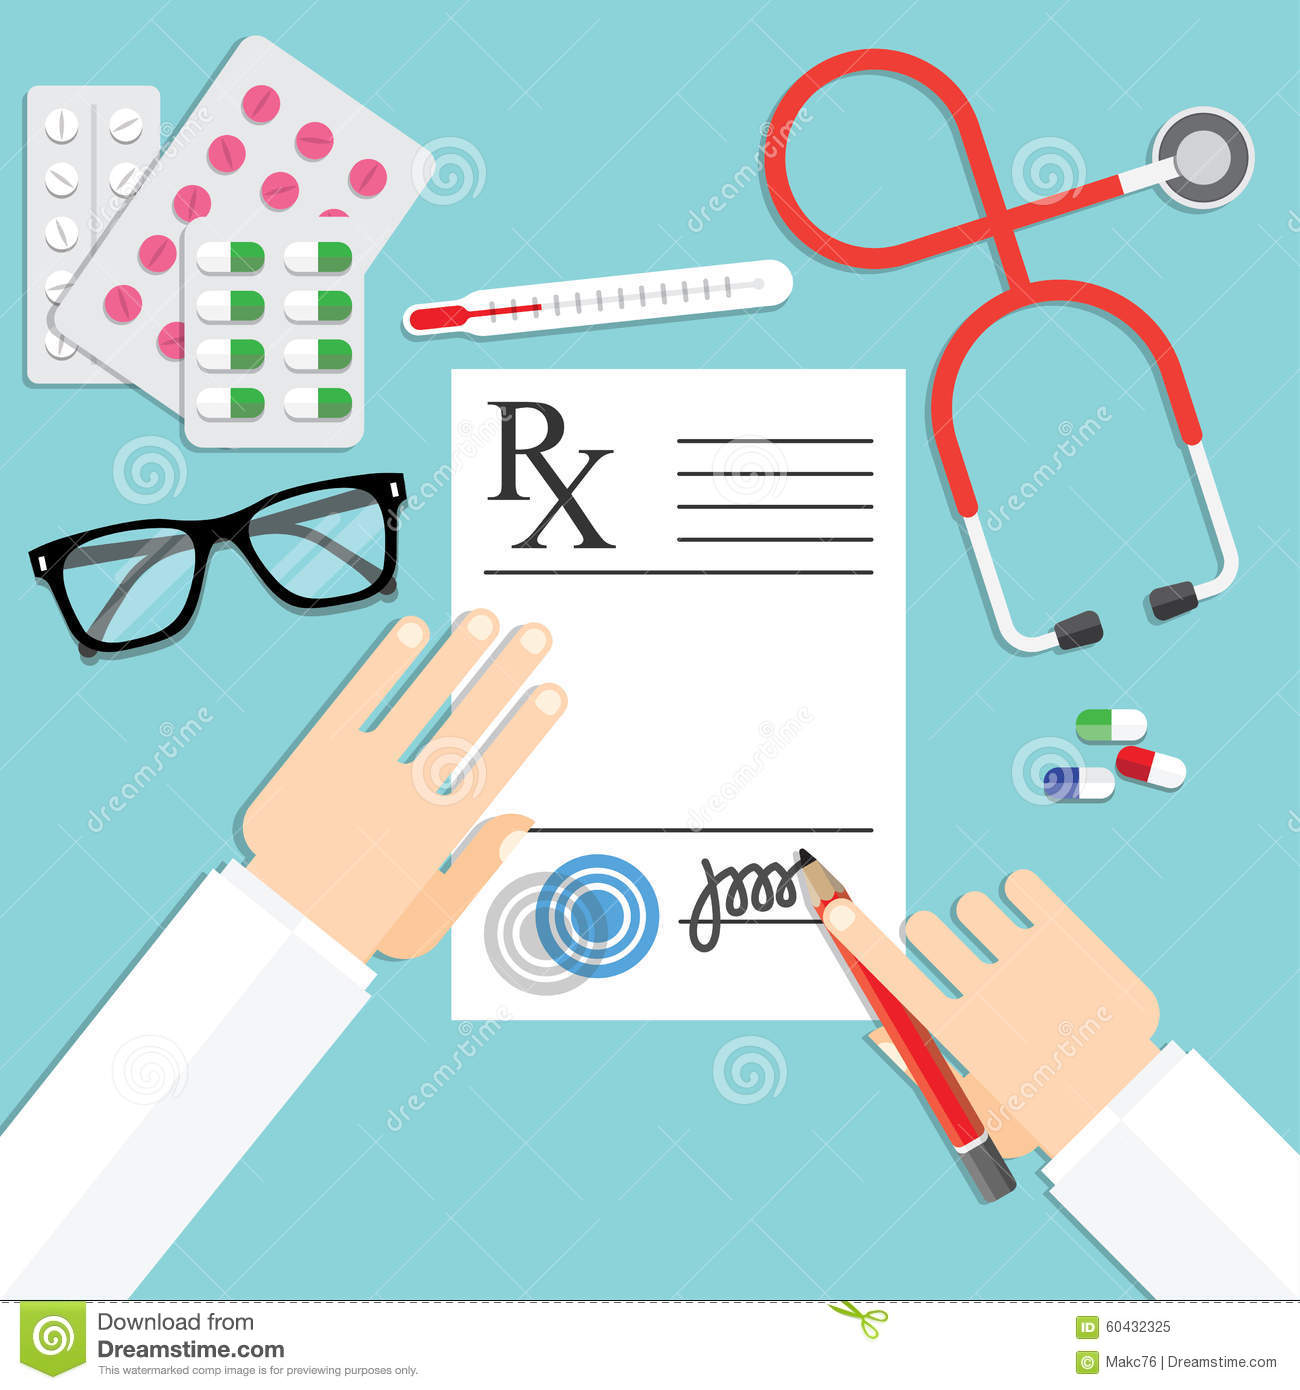 Rx
Download from
Dreamstime.com
This watermarked comp image is for previewing purposes only.
ID 60432325
© Makc76 | Dreamstime.com